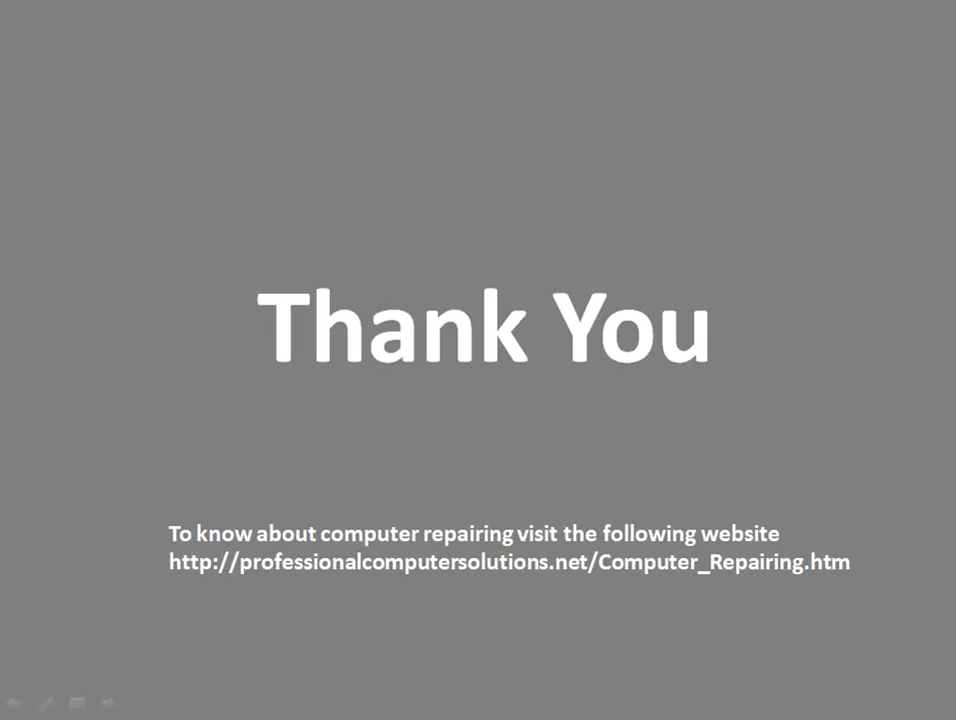 Thank You
To know about computer repairing visit the following website
http://professionalcomputersolutions.net/Computer_Repairing.htm